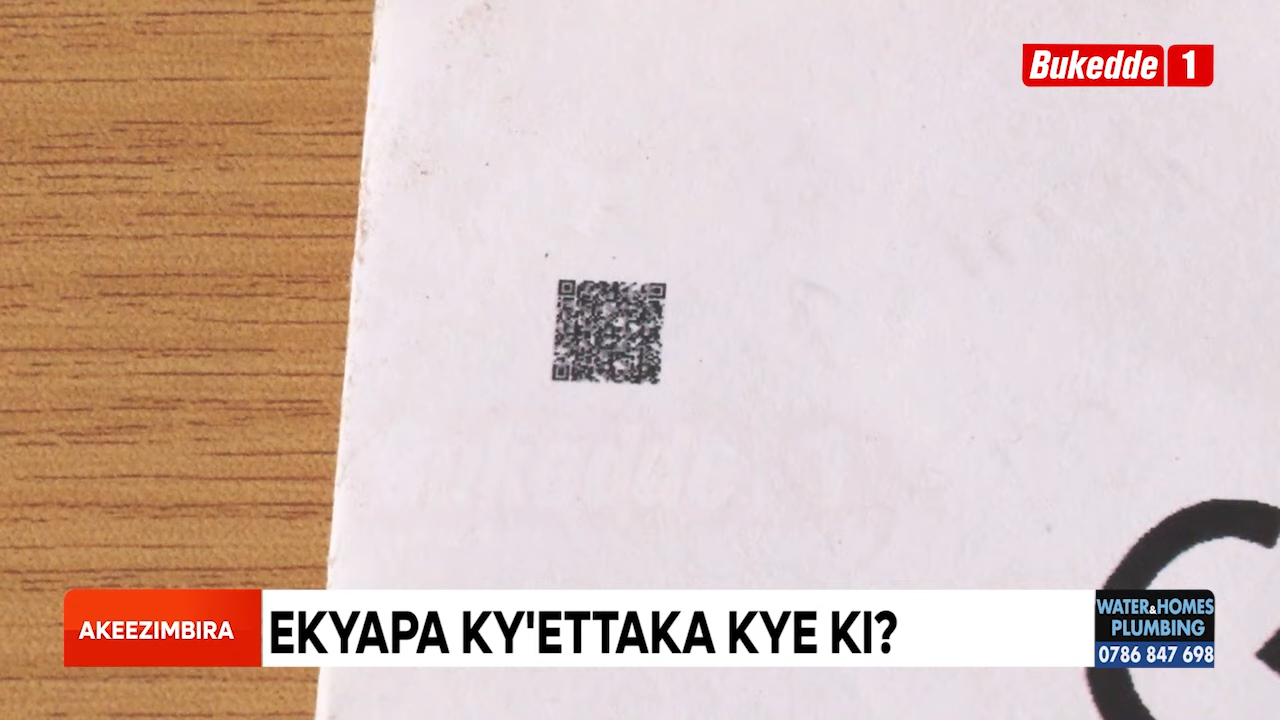 Bukedde 1
AKEEZIMBIRA
EKYAPA KY'ETTAKA KYE KI?
WATER&HOMES
PLUMBING
0786 847 698